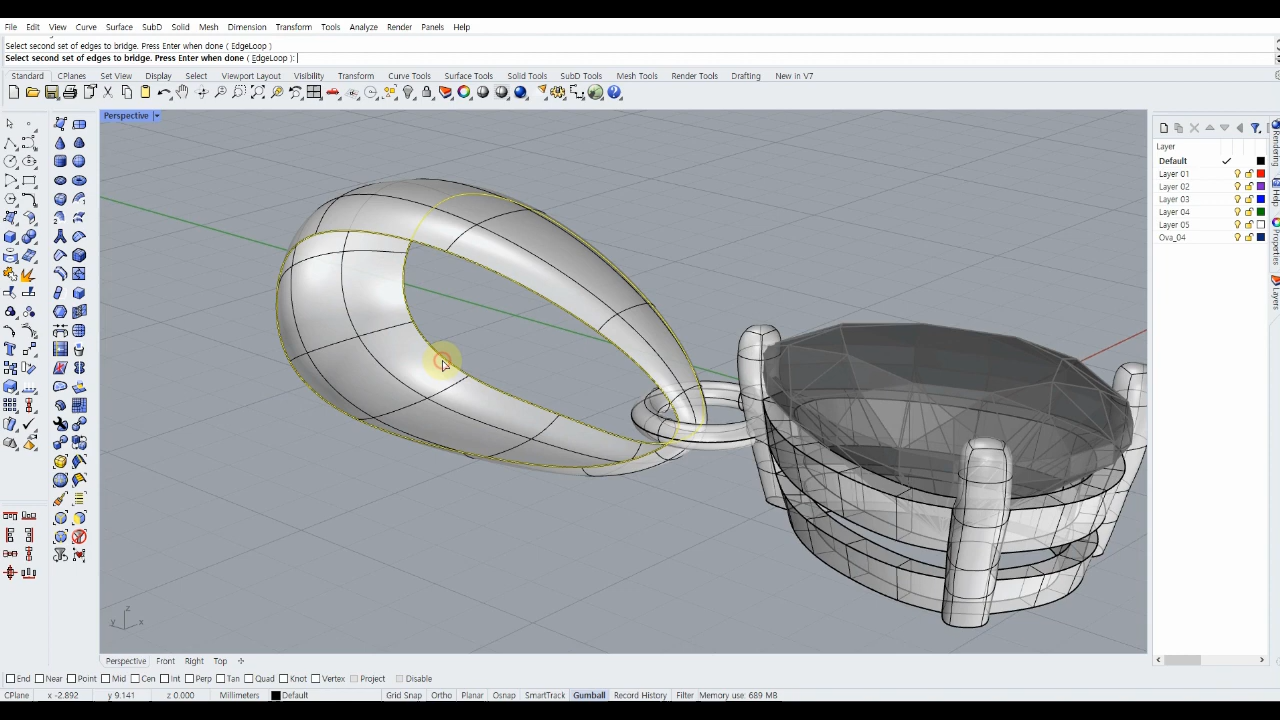 File Edit View Curve Surface SubD Solid Mesh Dimension Transform Tools Analyze Render Panels Help
Select second set of edges to bridge. Press Enter when done ( EdgeLoop )
Select second set of edges to bridge. Press Enter when done ( EdgeLoop ):
Standard CPlanes Set View Display Select Viewport Layout Visibility Transform Curve Tools Surface Tools Solid Tools SubD Tools Mesh Tools Render Tools Drafting New in V7
Perspective
Layer
Default
Layer 01
Layer 02
Layer 03
Layer 04
Layer 05
Ova_04
Rendering
Help
Properties
Layers
z
y x
Perspective Front Right Top
End Near Point Mid Cen Int Perp Tan Quad Knot Vertex Project Disable
CPlane x -2.892 y 9.141 z 0.000 Millimeters Default Grid Snap Ortho Planar Osnap SmartTrack Gumball Record History Filter Memory use: 689 MB